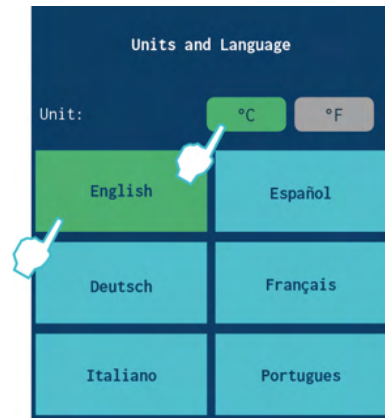 Units and Language
Unit: °C °F
English Español
Deutsch Français
Italiano Portugues